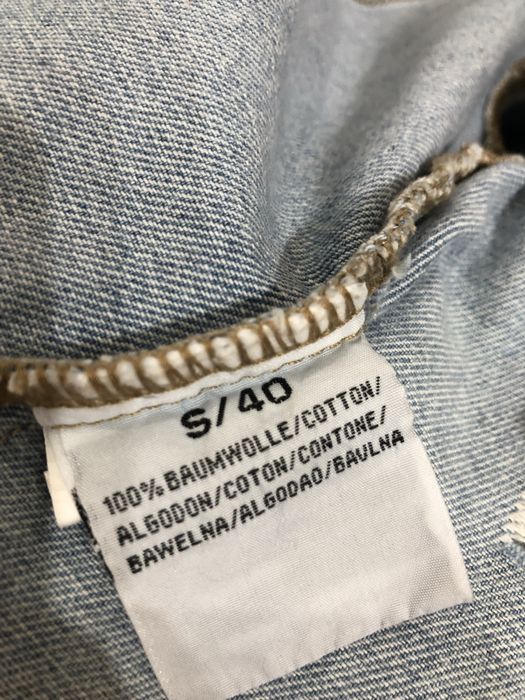 S/40
100% BAUMWOLLE/COTTON/
ALGODON/COTON/CONTONE/
BAWELNA/ALGODAO/BAULNA